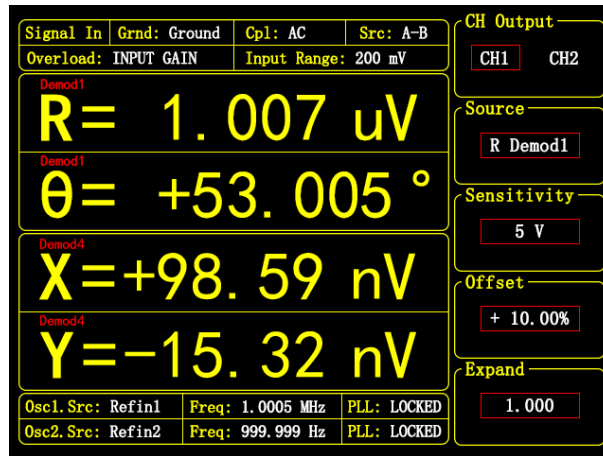 Signal In Grnd: Ground Cpl: AC Src: A-B
Overload: INPUT GAIN Input Range: 200 mV
Demod1
R= 1.007 uV
Demod1
θ= +53.005 °
Demod4
X=+98.59 nV
Demod4
Y=-15.32 nV
Osc1.Src: Refin1 Freq: 1.0005 MHz PLL: LOCKED
Osc2.Src: Refin2 Freq: 999.999 Hz PLL: LOCKED
CH Output
CH1 CH2
Source
R Demod1
Sensitivity
5 V
Offset
+ 10.00%
Expand
1.000